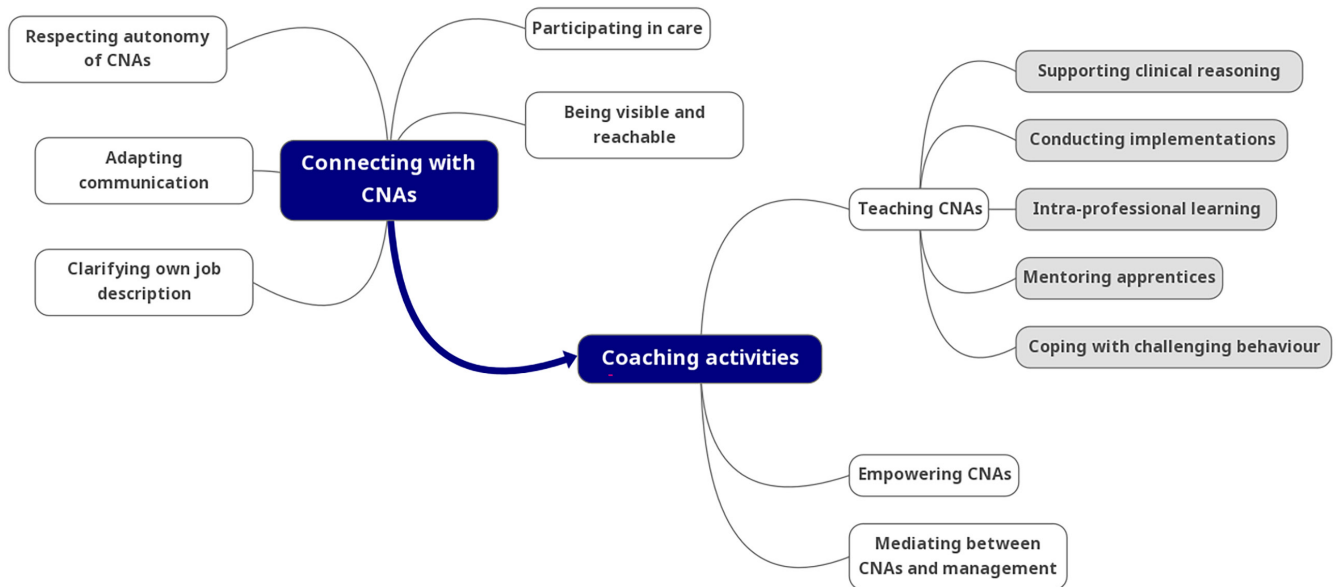 Respecting autonomy
of CNAs
Participating in care
Being visible and
reachable
Connecting with
CNAs
Adapting
communication
Clarifying own job
description
Coaching activities
Teaching CNAs
Supporting clinical reasoning
Conducting implementations
Intra-professional learning
Mentoring apprentices
Coping with challenging behaviour
Empowering CNAs
Mediating between
CNAs and management